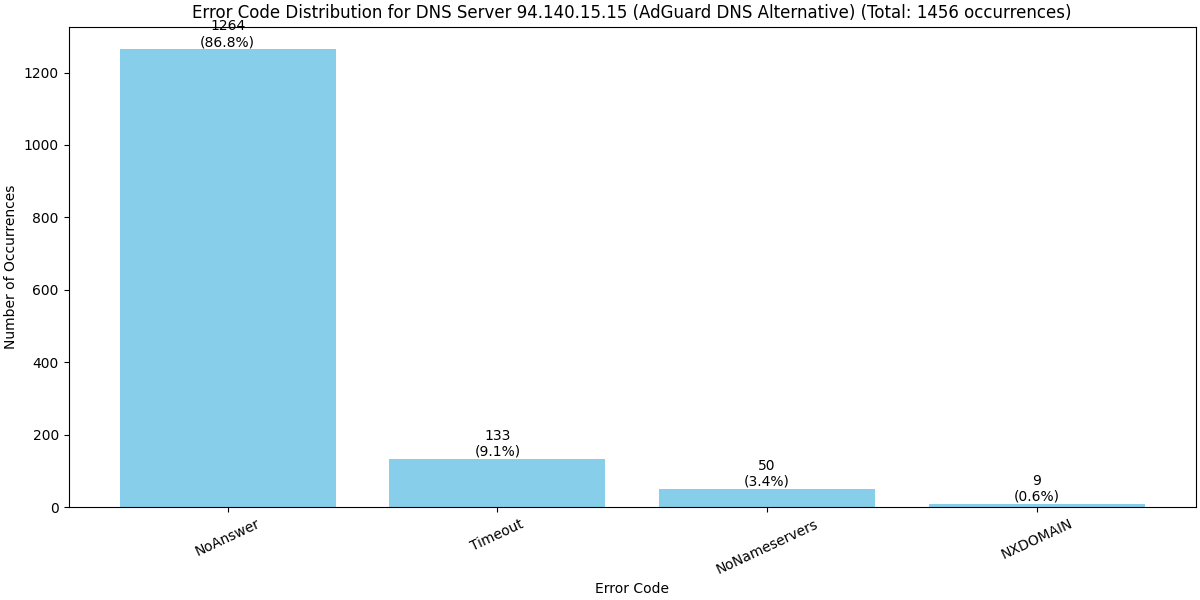 Error Code Distribution for DNS Server 94.140.15.15 (AdGuard DNS Alternative) (Total: 1456 occurrences)
1264
(86.8%)
133
(9.1%)
50
(3.4%)
9
(0.6%)
1200
1000
800
600
400
200
0
Number of Occurrences
NoAnswer
Timeout
NoNameservers
NXDOMAIN
Error Code